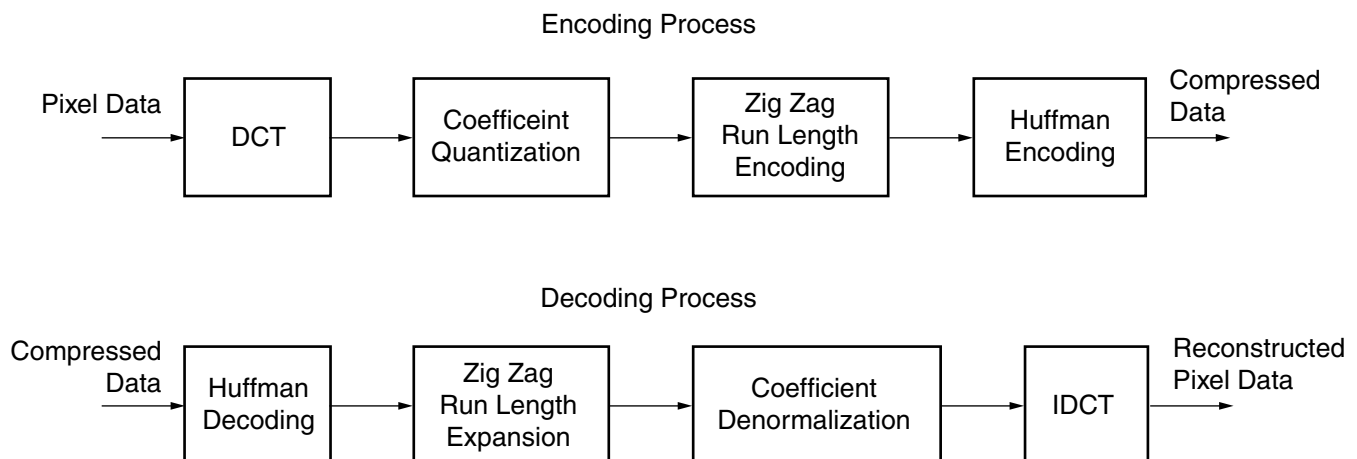 Encoding Process
Pixel Data
DCT
Coefficeint
Quantization
Zig Zag
Run Length
Encoding
Huffman
Encoding
Compressed
Data
Decoding Process
Compressed
Data
Huffman
Decoding
Zig Zag
Run Length
Expansion
Coefficient
Denormalization
IDCT
Reconstructed
Pixel Data